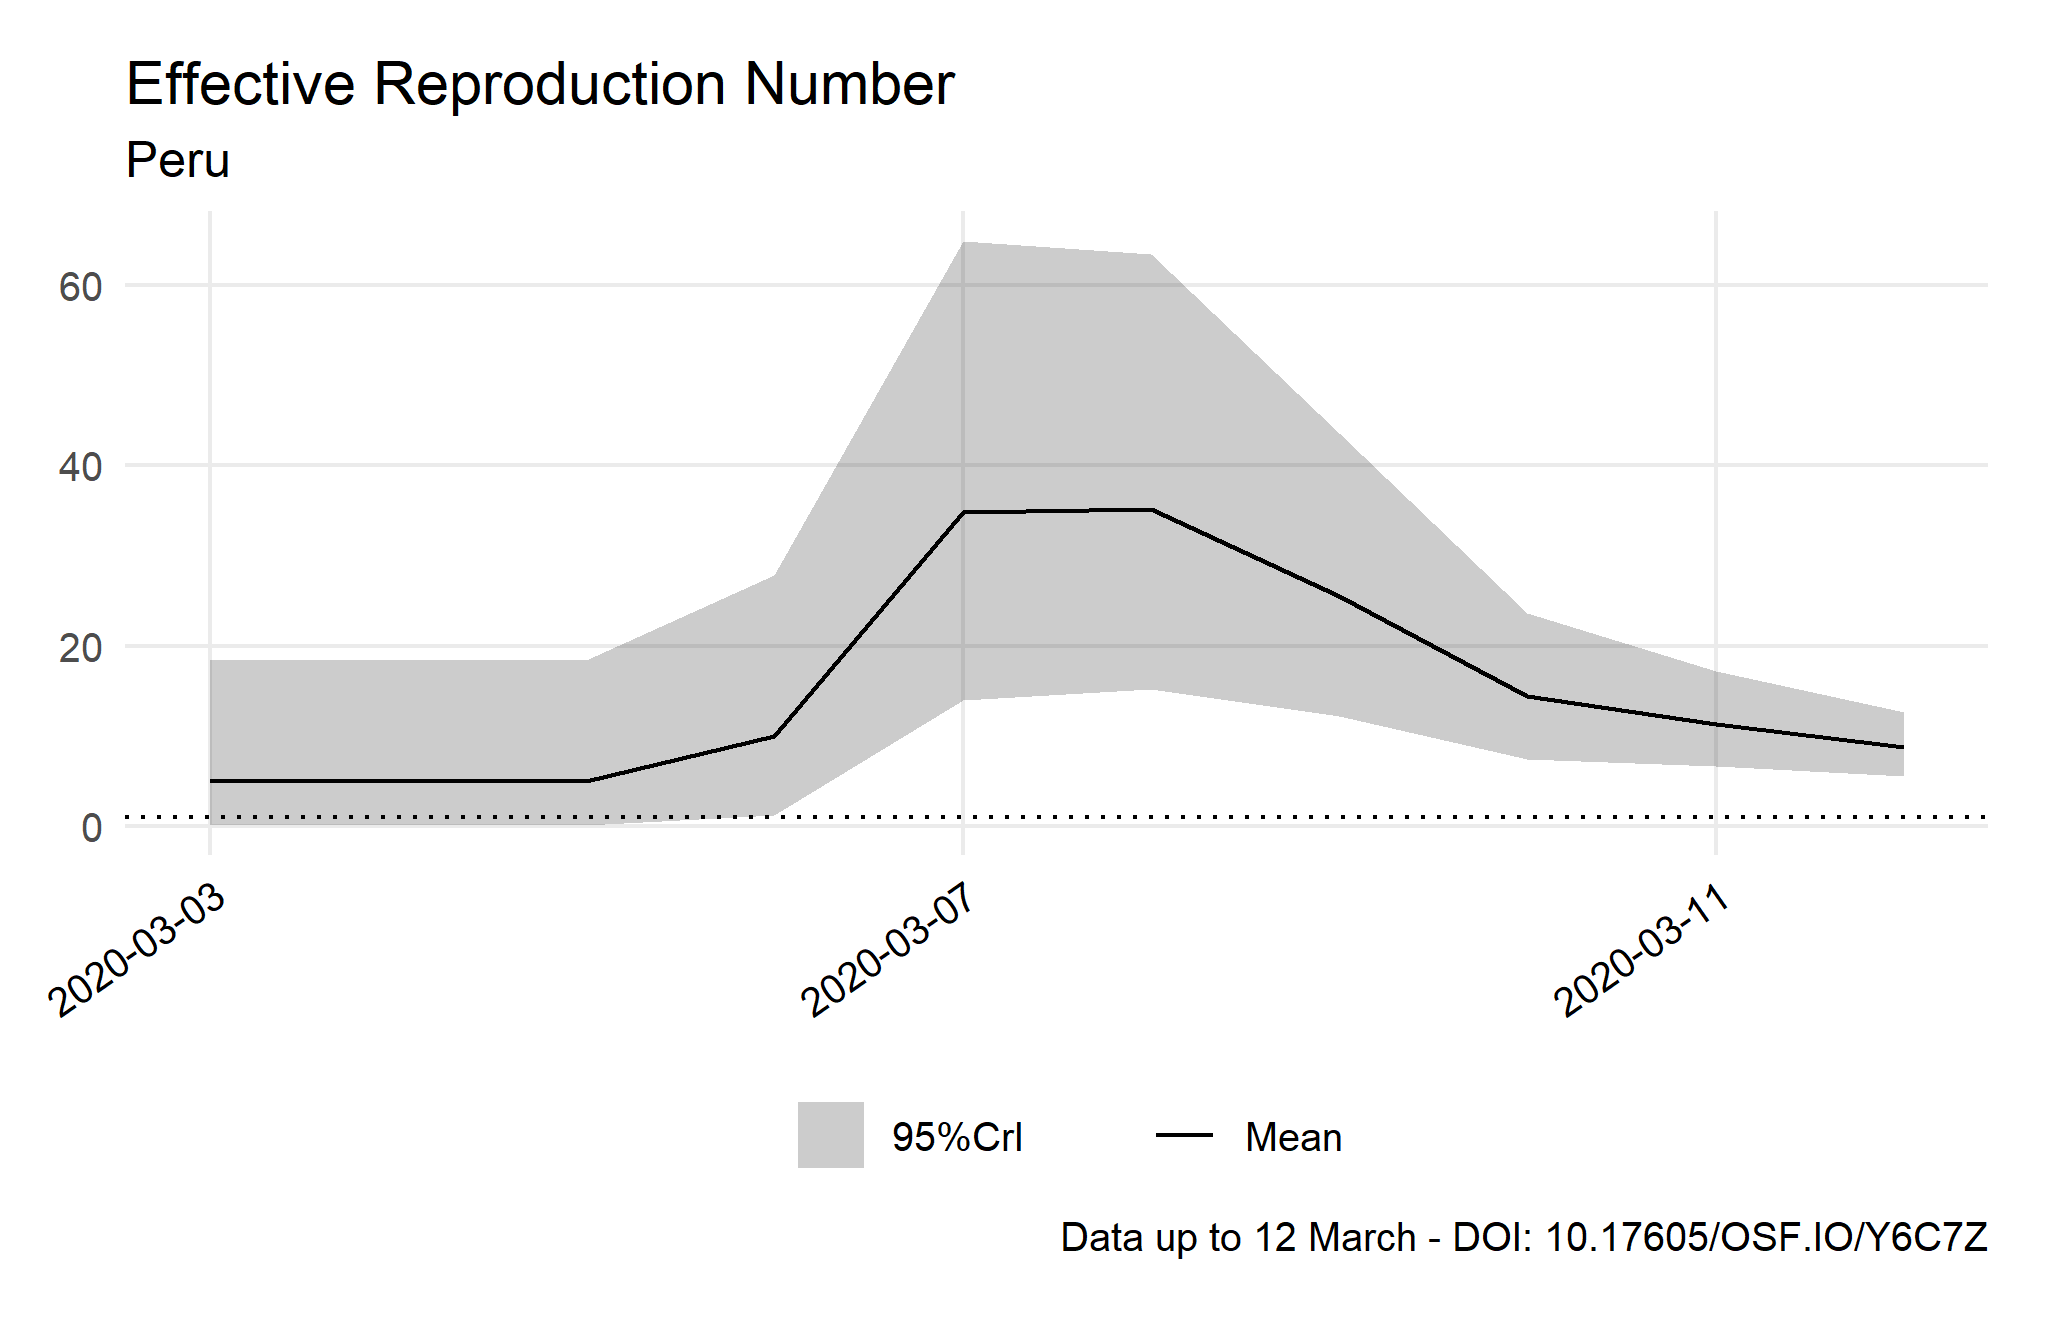 Effective Reproduction Number
Peru
60
40
20
0
2020-03-03
2020-03-07
2020-03-11
95%CrI
Mean
Data up to 12 March - DOI: 10.17605/OSF.IO/Y6C7Z